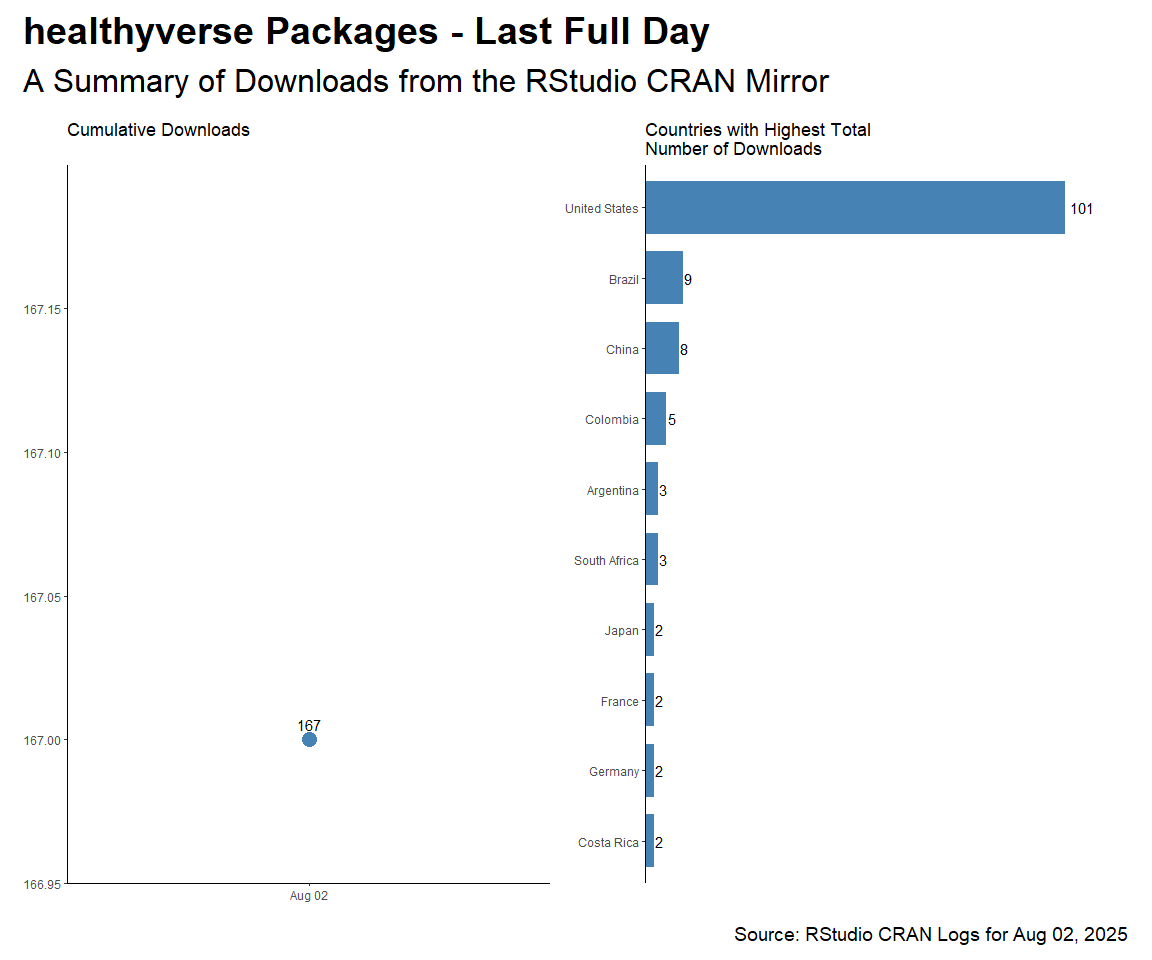 healthyverse Packages - Last Full Day
A Summary of Downloads from the RStudio CRAN Mirror
Cumulative Downloads
167.15
167.10
167.05
167.00
166.95
167
Aug 02
Countries with Highest Total
Number of Downloads
United States 101
Brazil 9
China 8
Colombia 5
Argentina 3
South Africa 3
Japan 2
France 2
Germany 2
Costa Rica 2
Source: RStudio CRAN Logs for Aug 02, 2025